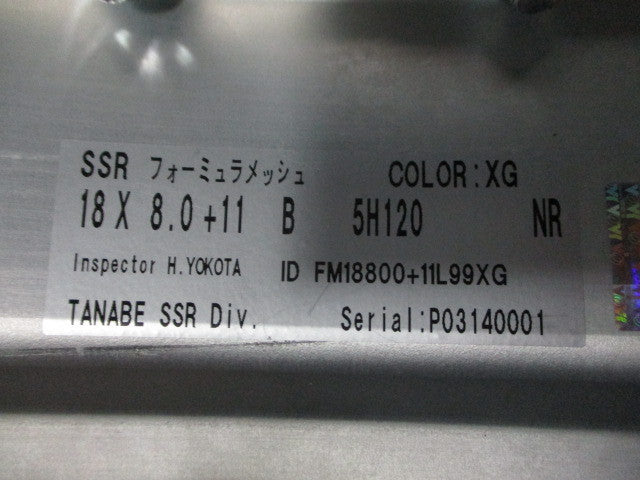 SSR フォーミュラメッシュ COLOR:XG
18 X 8.0 +11 B 5H120 NR
Inspector H.YOKOTA ID FM18800+11L99XG
TANABE SSR Div. Serial:P03140001